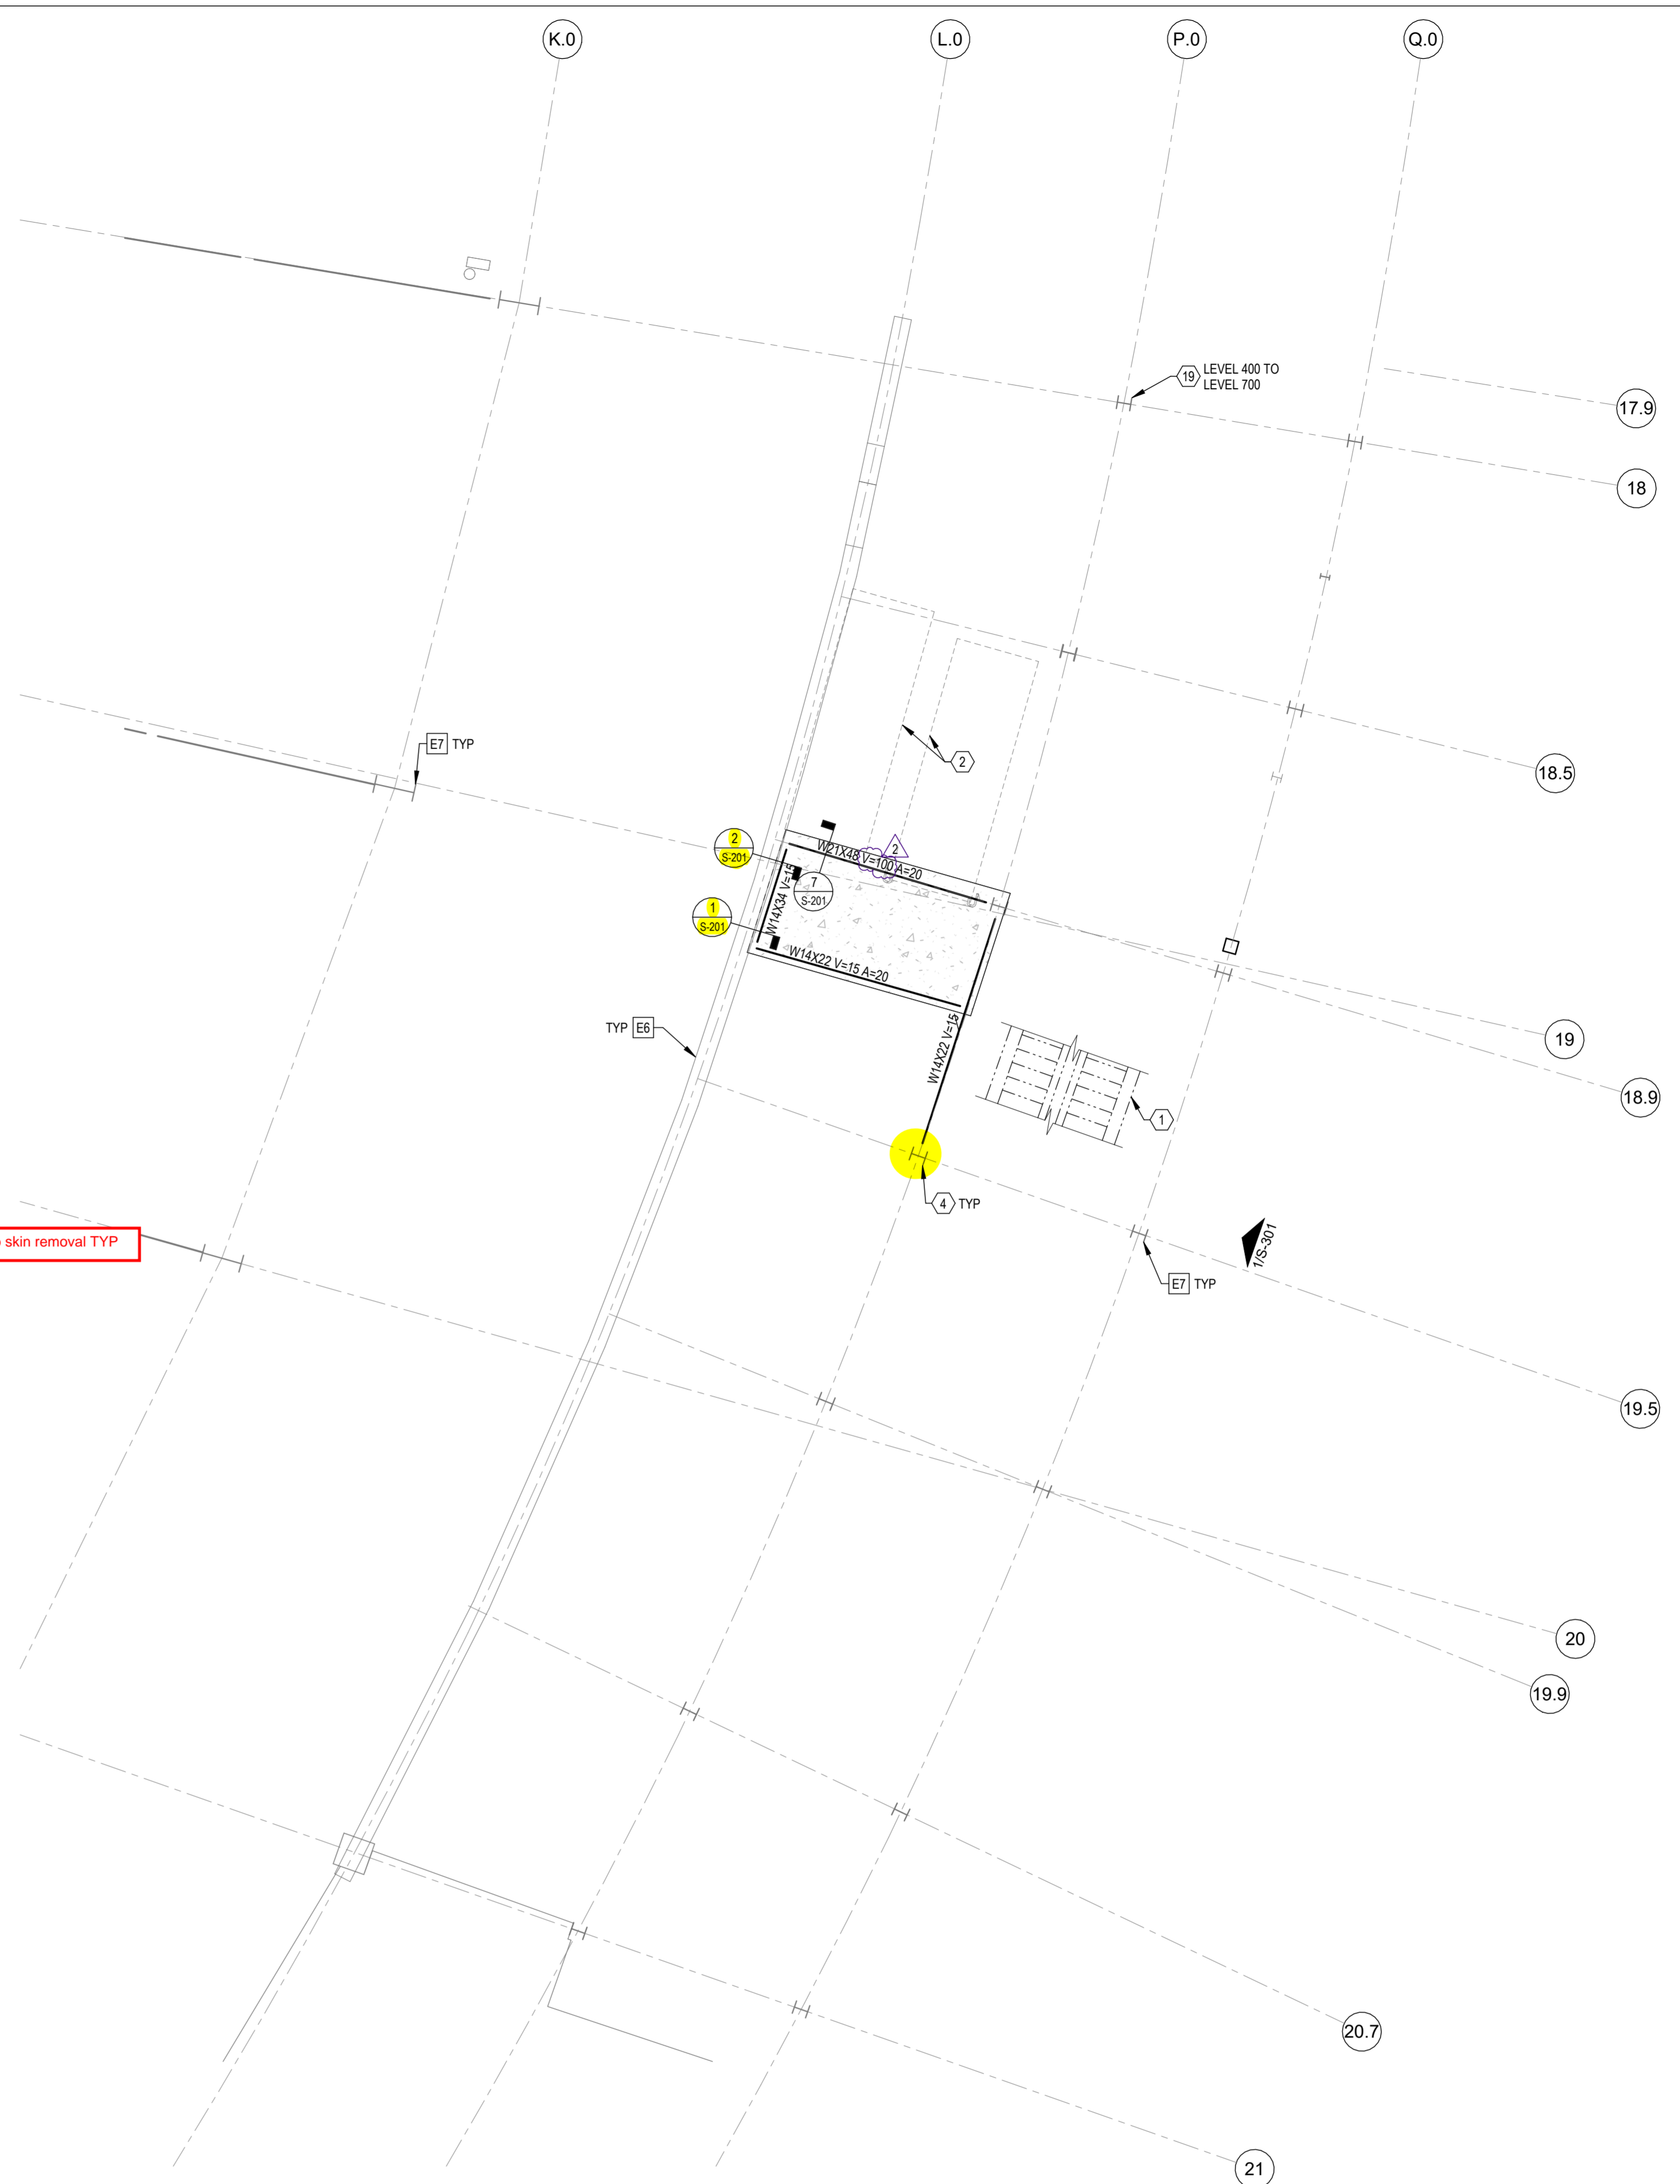 K.0
L.0
P.0
Q.0
19
LEVEL 400 TO
LEVEL 700
17.9
18
E7 TYP
2
18.5
2
S-201
2
W21X48 V=100 A=20
7
S-201
W14X34 V=15
1
S-201
W14X22 V=15 A=20
TYP E6
W14X22 V=15
19
18.9
1
4 TYP
skin removal TYP
1/S-301
E7 TYP
19.5
20
19.9
20.7
21